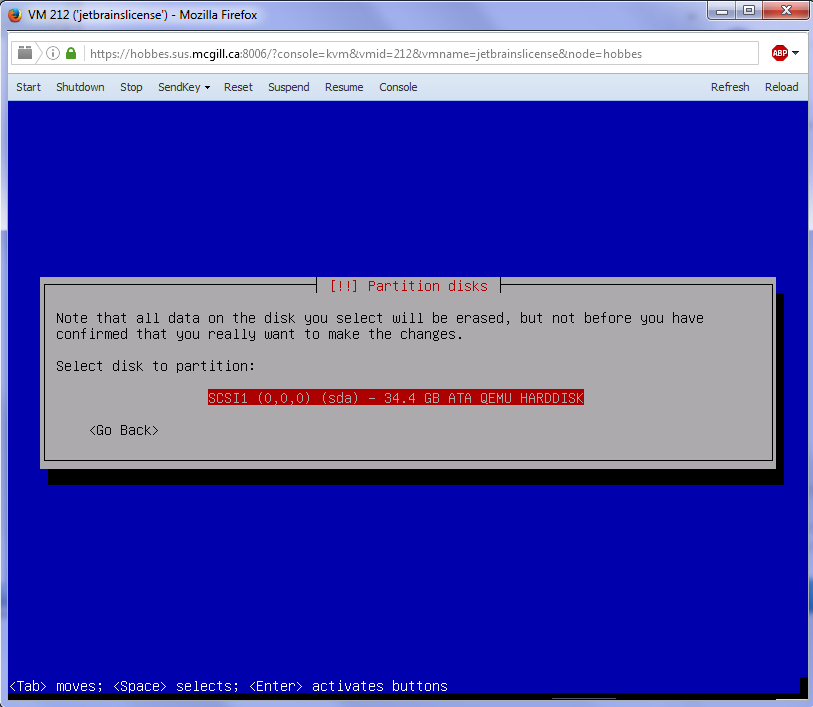 VM 212 ('jetbrainslicense') - Mozilla Firefox
https://hobbes.sus.mcgill.ca:8006/?console=kvm&vmid=212&vmname=jetbrainslicense&node=hobbes
ABP
Start Shutdown Stop SendKey Reset Suspend Resume Console Refresh Reload
[!!] Partition disks
Note that all data on the disk you select will be erased, but not before you have
confirmed that you really want to make the changes.
Select disk to partition:
SCSI1 (0,0,0) (sda) - 34.4 GB ATA QEMU HARDDISK
<Go Back>
<Tab> moves; <Space> selects; <Enter> activates buttons